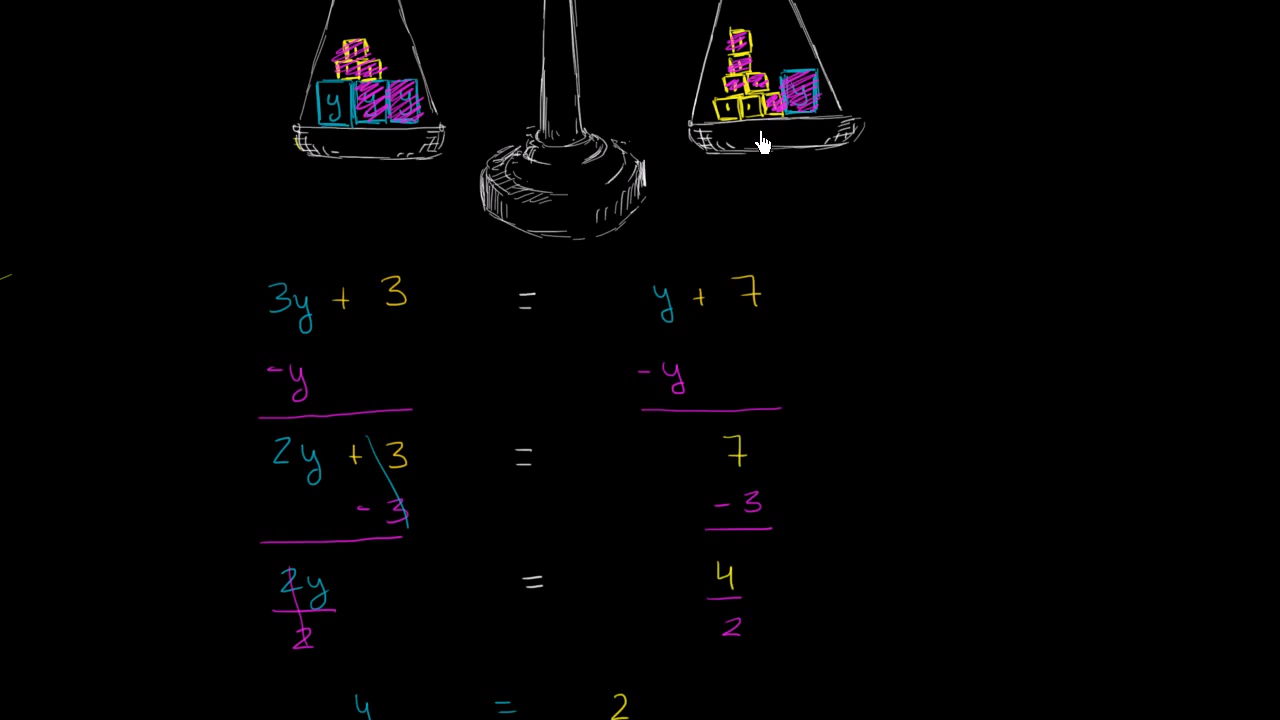 y y y y
3y + 3 = y + 7
-y -y
2y + 3 = 7
- 3 - 3
2y = 4
2 2
y = 2